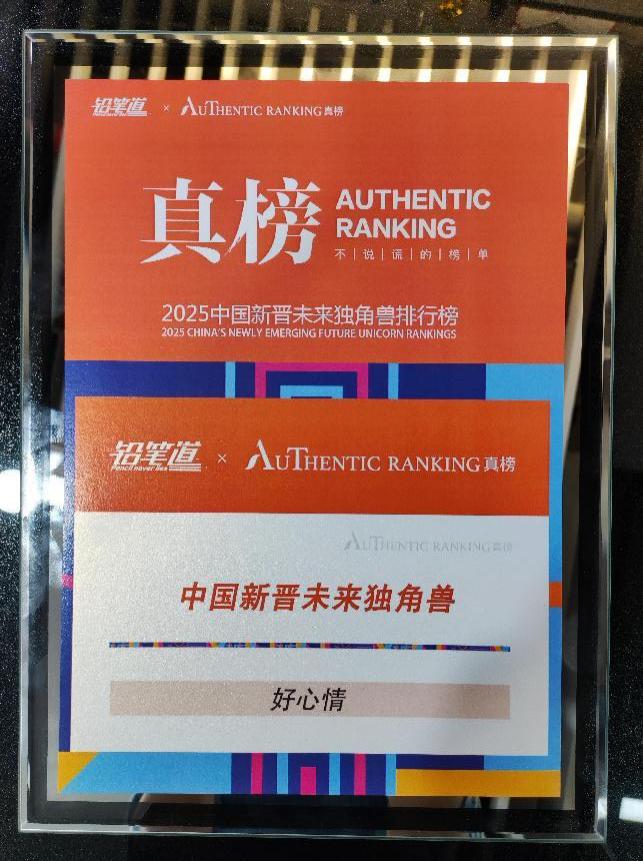 铅笔道 × AUTHENTIC RANKING真榜
真榜 AUTHENTIC
RANKING
不|说|谎|的|榜|单
2025中国新晋未来独角兽排行榜
2025 CHINA'S NEWLY EMERGING FUTURE UNICORN RANKINGS
铅笔道 × AUTHENTIC RANKING真榜
Pencil never lies
AUTHENTIC RANKING真榜
中国新晋未来独角兽
好心情